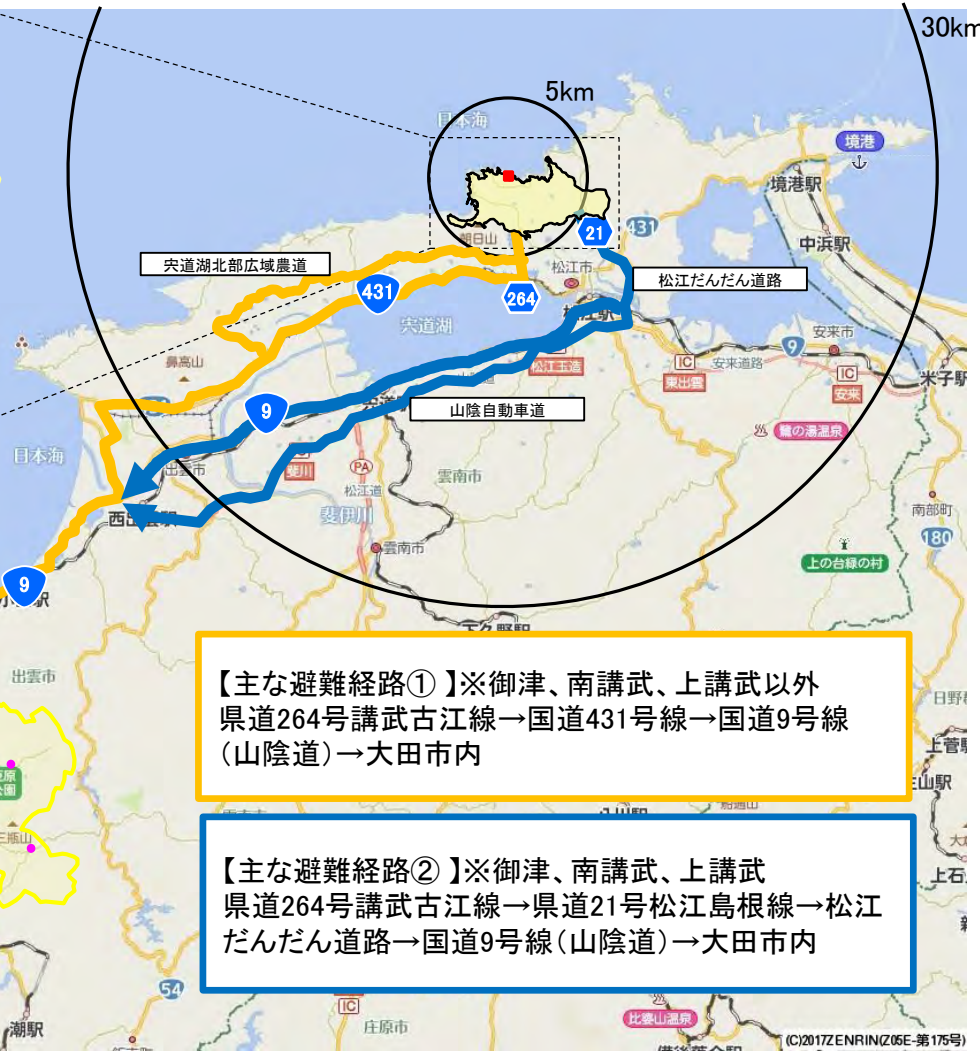 30km
5km
日本海
境港
境港駅
21
431
朝日山
中浜駅
宍道湖北部広域農道
松江市
松江だんだん道路
431
264
宍道湖
安来市
9
鼻高山
IC
安来道路
IC
松江玉造
東出雲
安来
米子駅
9
山陰自動車道
鷺の湯温泉
日本海
出雲市
斐川
PA
松江道
雲南市
斐伊川
南部町
西出雲駅
180
雲南市
上の台緑の村
9
出雲市
【主な避難経路①】※御津、南講武、上講武以外
県道264号講武古江線→国道431号線→国道9号線
(山陰道)→大田市内
上菅駅
三瓶山
【主な避難経路②】※御津、南講武、上講武
県道264号講武古江線→県道21号松江島根線→松江
だんだん道路→国道9号線(山陰道)→大田市内
54
IC
潮駅
庄原市
比婆山温泉
(C)2017ZENRIN(Z05E-第175号)